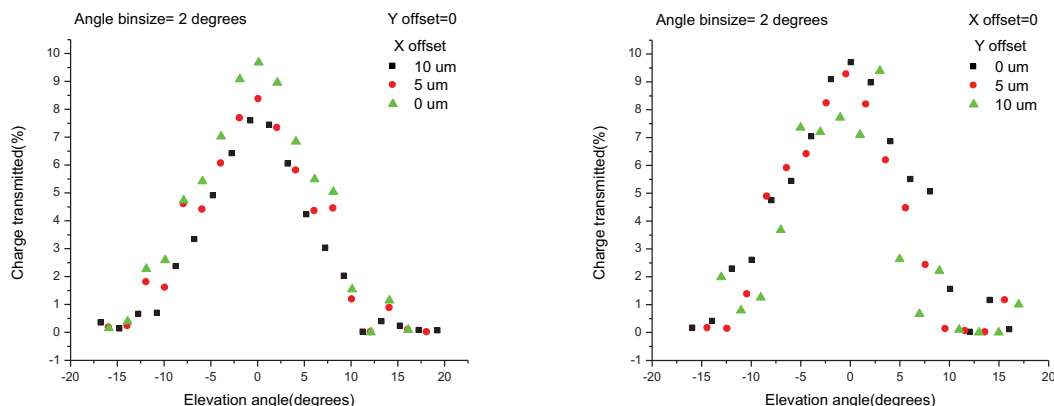 Angle binsize= 2 degrees
Y offset=0
X offset
10 um
5 um
0 um
10
9
8
7
6
5
4
3
2
1
0
-1
Charge transmitted(%)
-20 -15 -10 -5 0 5 10 15 20
Elevation angle(degrees)
Angle binsize= 2 degrees
X offset=0
Y offset
0 um
5 um
10 um
10
9
8
7
6
5
4
3
2
1
0
-1
Charge transmitted(%)
-20 -15 -10 -5 0 5 10 15 20
Elevation angle(degrees)